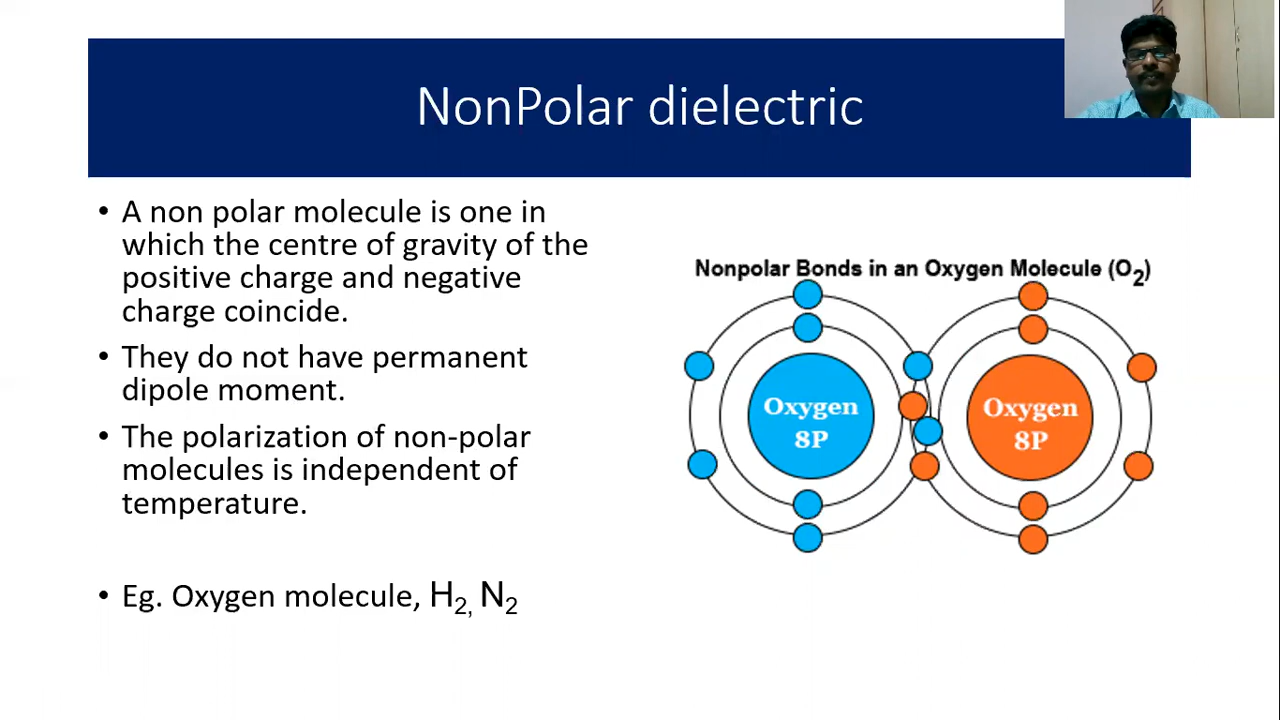 NonPolar dielectric
• A non polar molecule is one in
which the centre of gravity of the
positive charge and negative
charge coincide.
• They do not have permanent
dipole moment.
• The polarization of non-polar
molecules is independent of
temperature.
• Eg. Oxygen molecule, H₂, N₂
Nonpolar Bonds in an Oxygen Molecule (O₂)
Oxygen
8P
Oxygen
8P